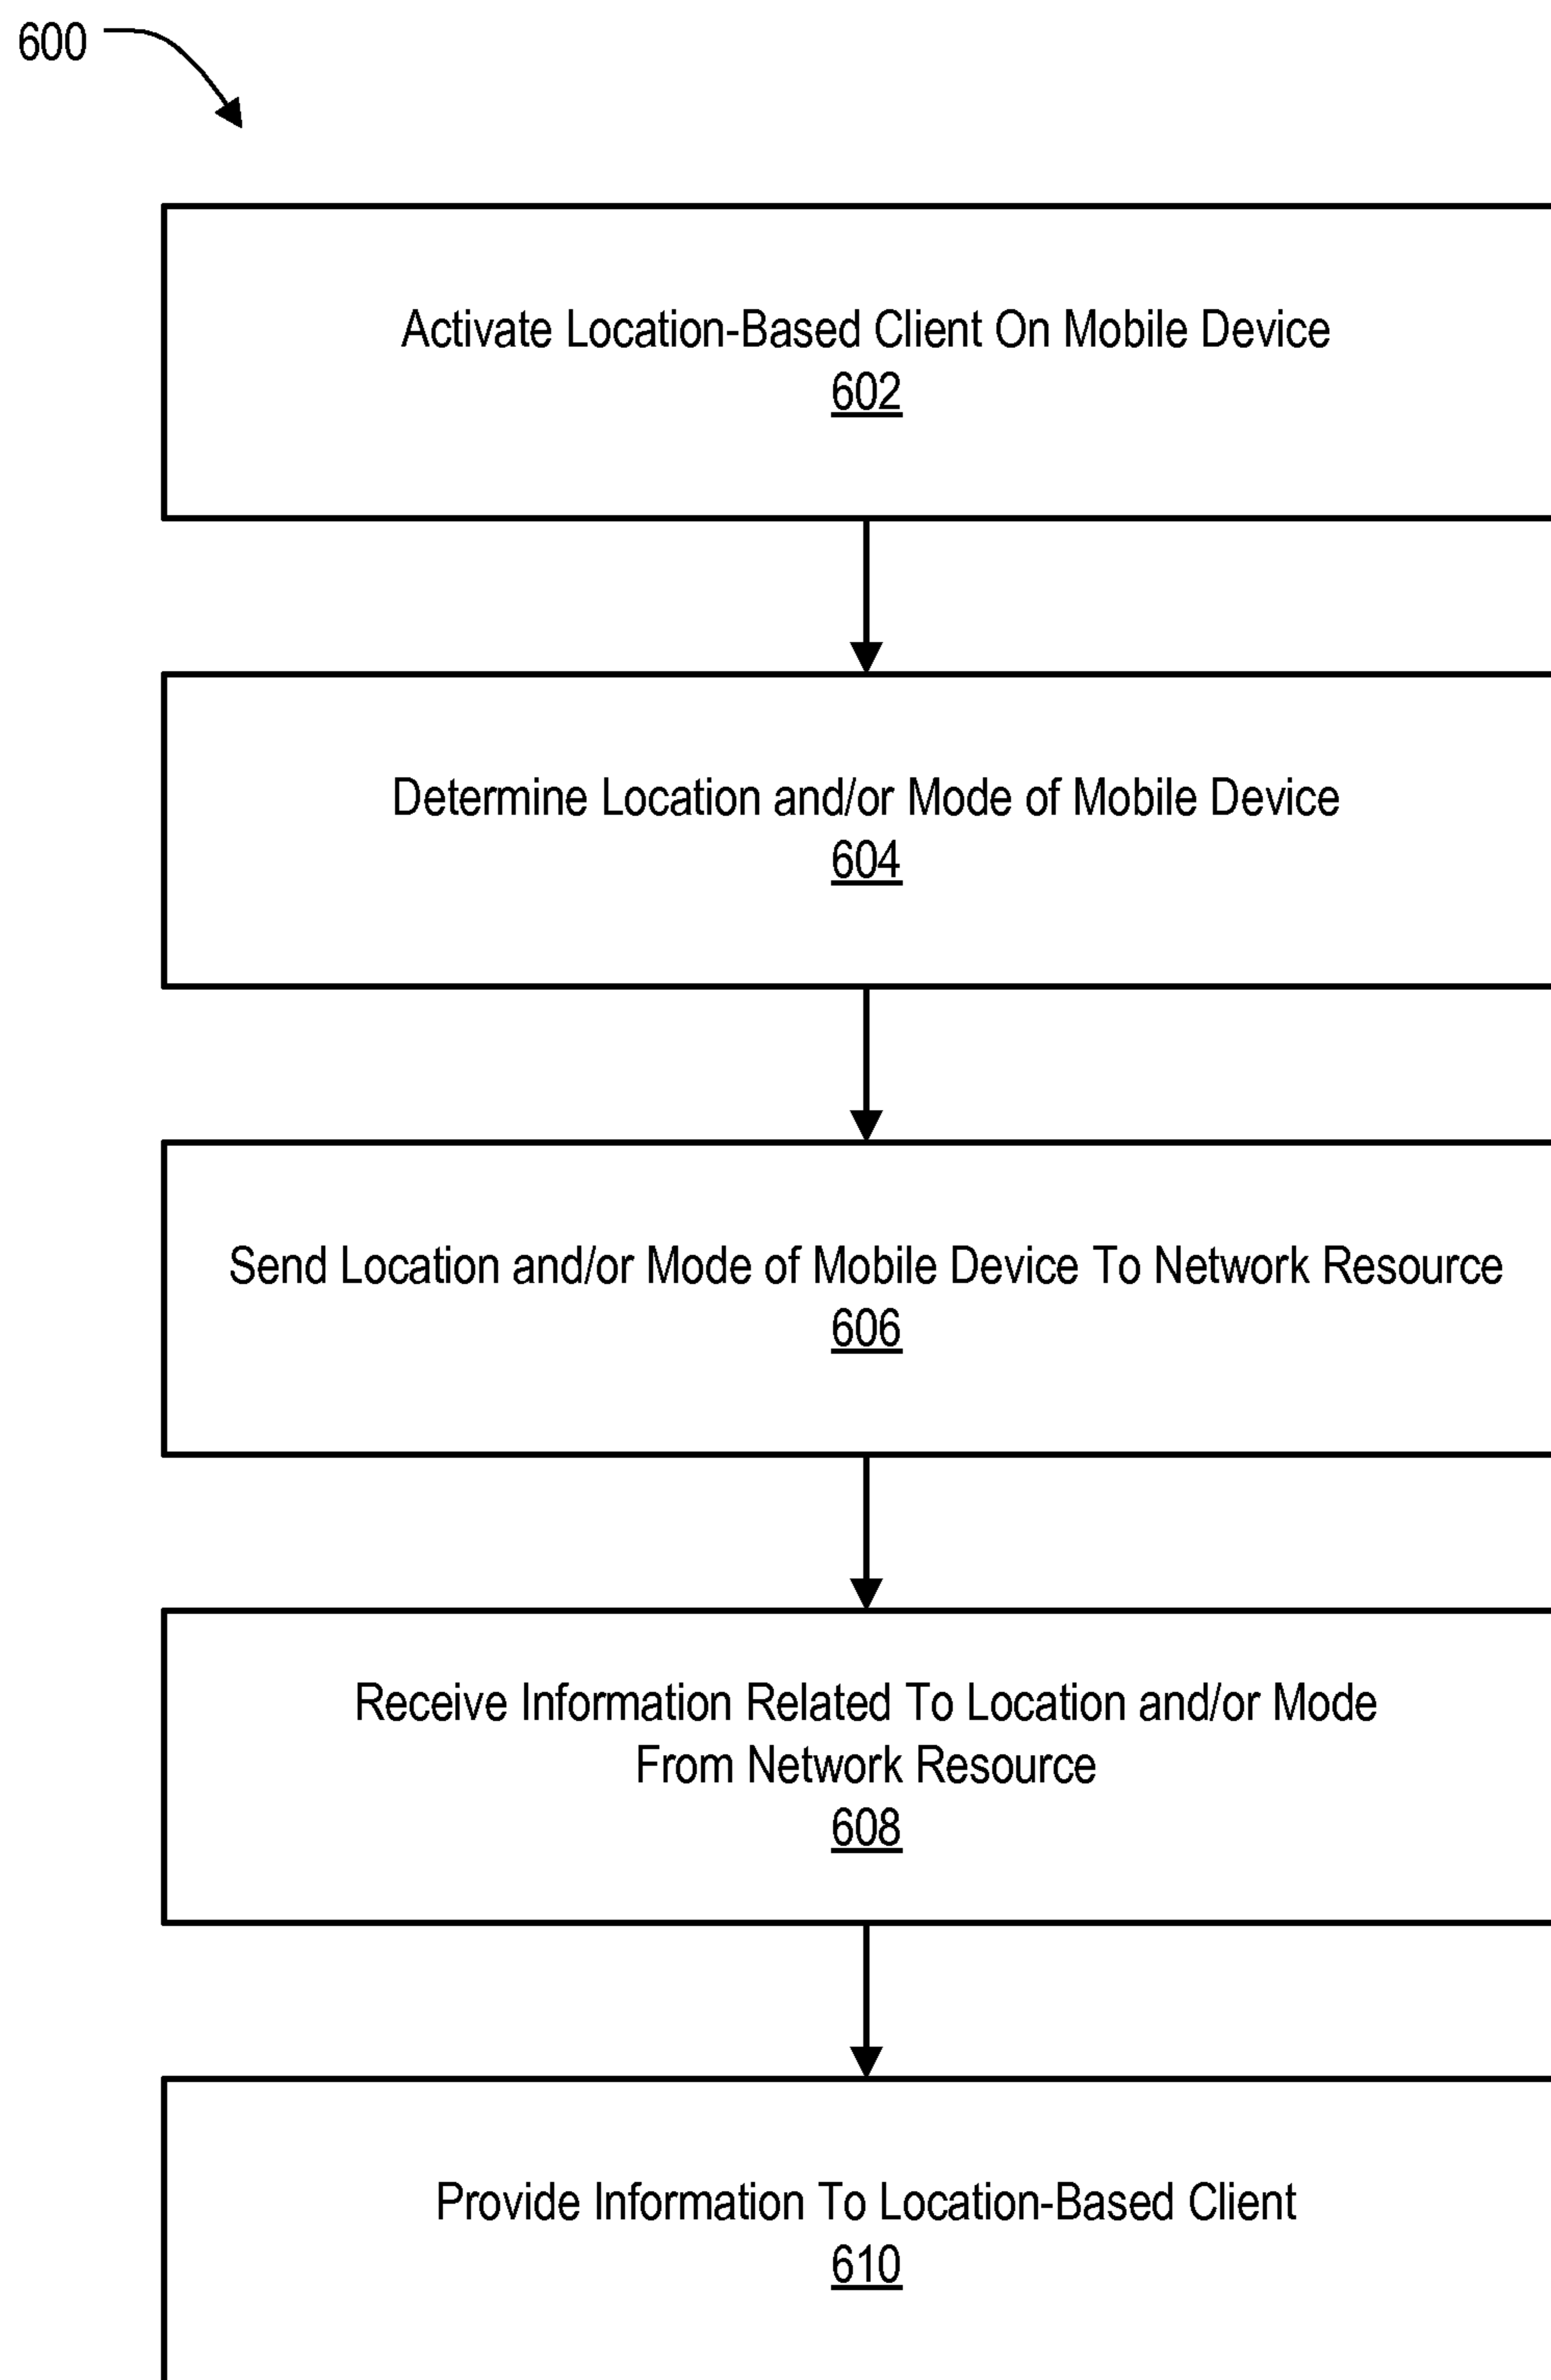 600
Activate Location-Based Client On Mobile Device
602
Determine Location and/or Mode of Mobile Device
604
Send Location and/or Mode of Mobile Device To Network Resource
606
Receive Information Related To Location and/or Mode
From Network Resource
608
Provide Information To Location-Based Client
610